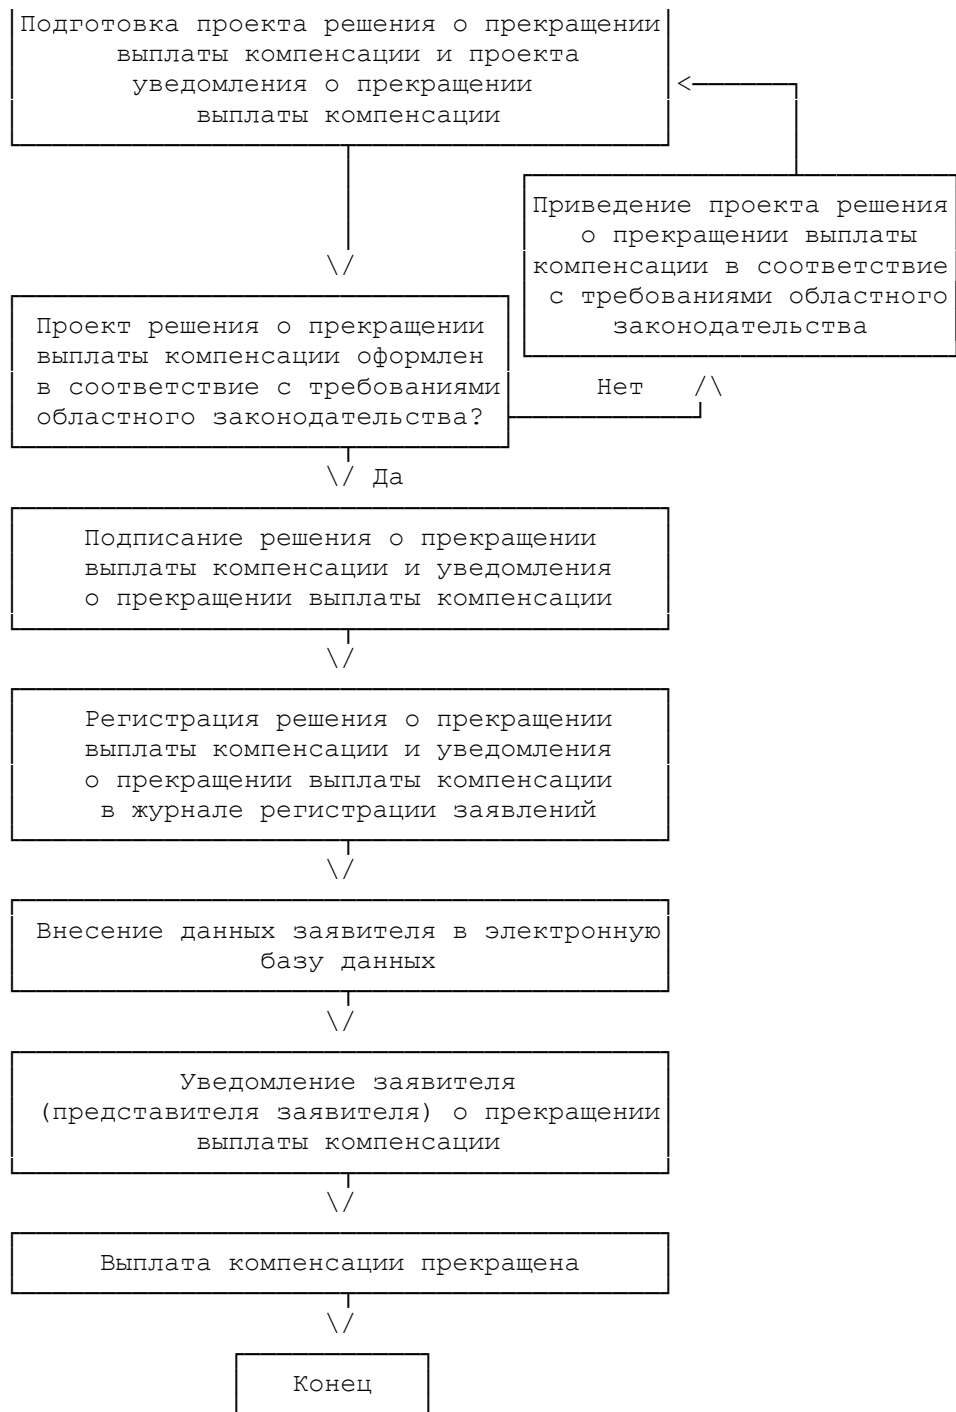 Подготовка проекта решения о прекращении
выплаты компенсации и проекта
уведомления о прекращении
выплаты компенсации
Приведение проекта решения
о прекращении выплаты
компенсации в соответствие
с требованиями областного
законодательства
Проект решения о прекращении
выплаты компенсации оформлен
в соответствие с требованиями
областного законодательства?
Нет
Да
Подписание решения о прекращении
выплаты компенсации и уведомления
о прекращении выплаты компенсации
Регистрация решения о прекращении
выплаты компенсации и уведомления
о прекращении выплаты компенсации
в журнале регистрации заявлений
Внесение данных заявителя в электронную
базу данных
Уведомление заявителя
(представителя заявителя) о прекращении
выплаты компенсации
Выплата компенсации прекращена
Конец